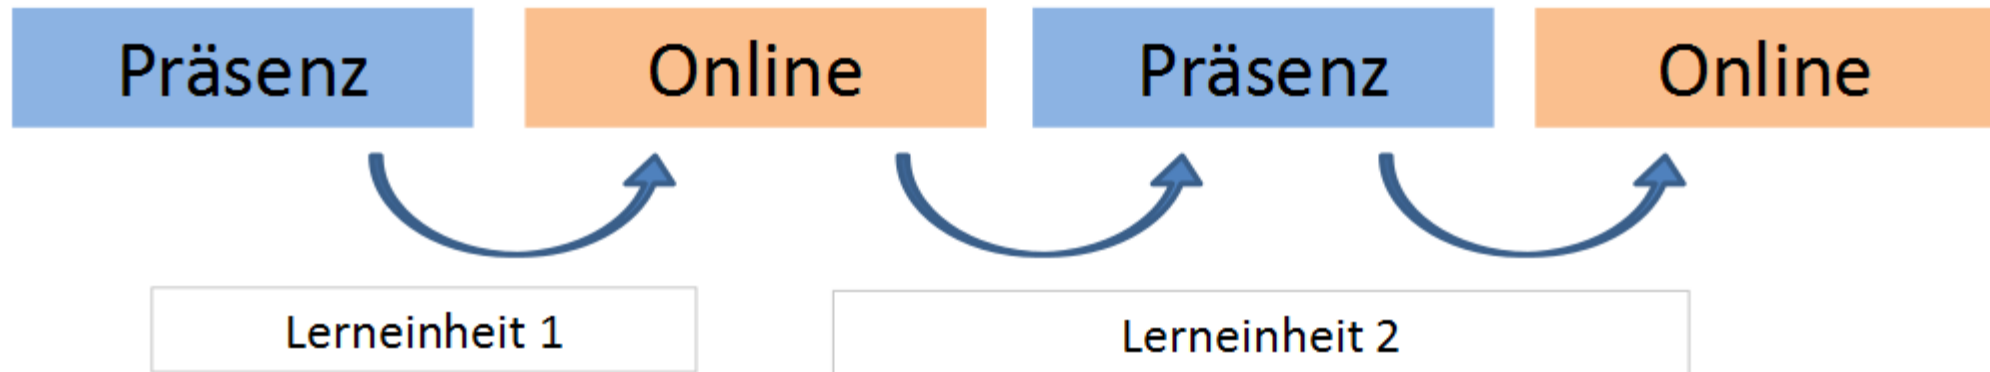 Präsenz Online Präsenz Online
Lerneinheit 1 Lerneinheit 2